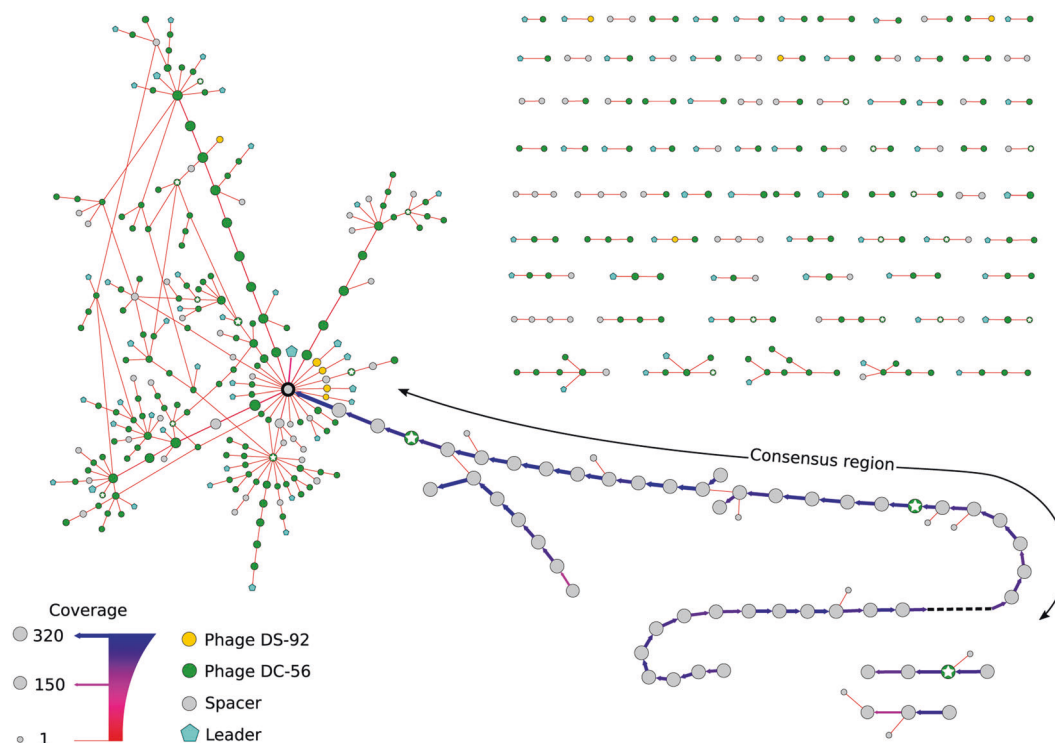 Consensus region
Coverage
320
150
1
Phage DS-92
Phage DC-56
Spacer
Leader